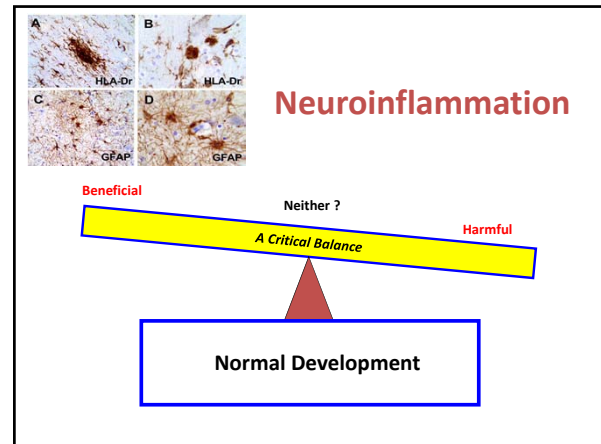 A
B
HLA-Dr
HLA-Dr
C
D
GFAP
GFAP
Neuroinflammation
Beneficial
Neither ?
Harmful
A Critical Balance
Normal Development